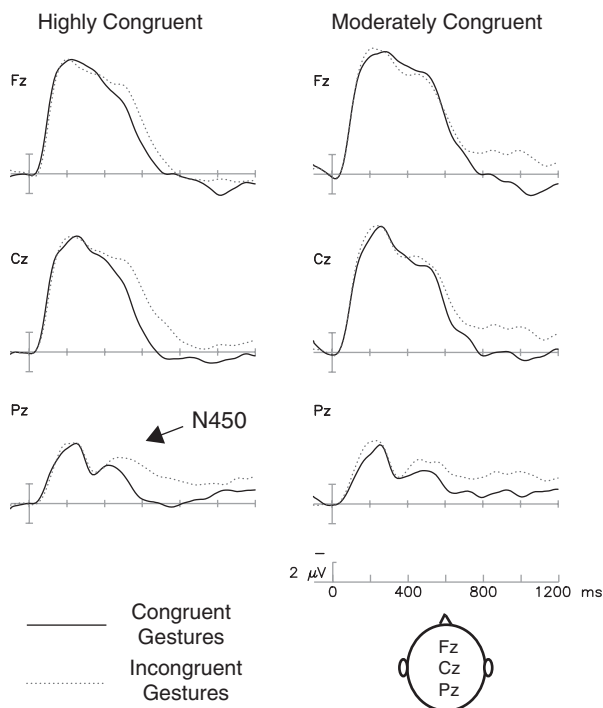 Highly Congruent
Moderately Congruent
Fz
Fz
Cz
Cz
Pz
N450
Pz
2 μV
0 400 800 1200 ms
Congruent
Gestures
Incongruent
Gestures
Fz
Cz
Pz